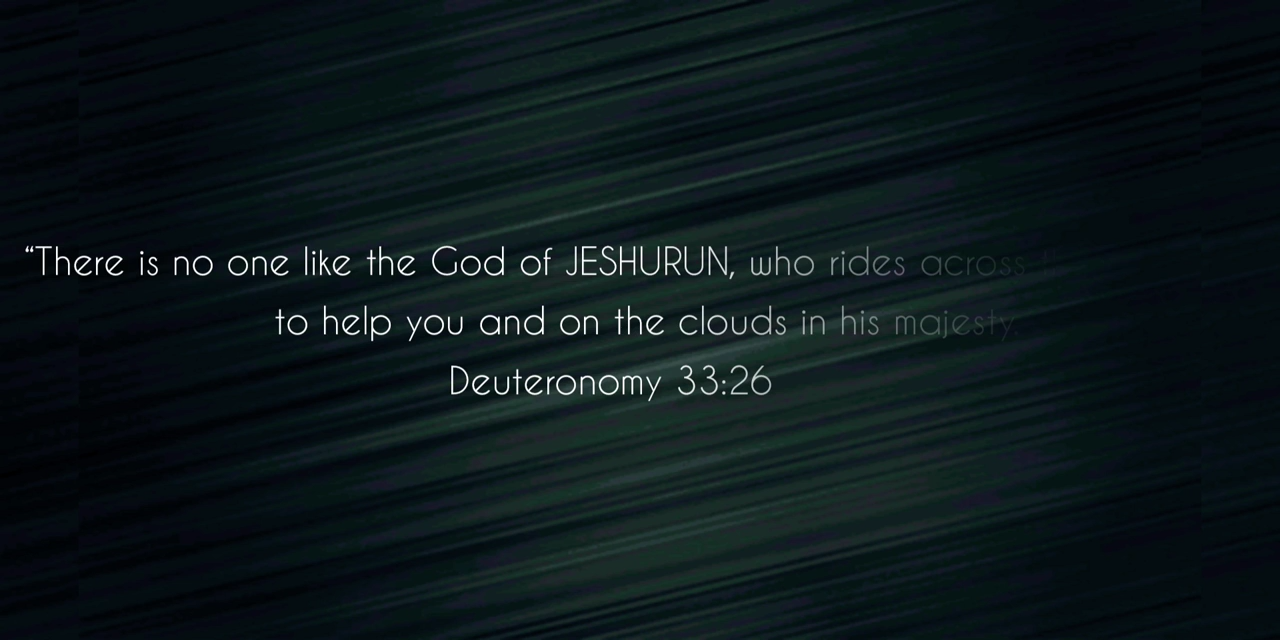 “There is no one like the God of JESHURUN, who rides across
to help you and on the clouds in his majesty.
Deuteronomy 33:26